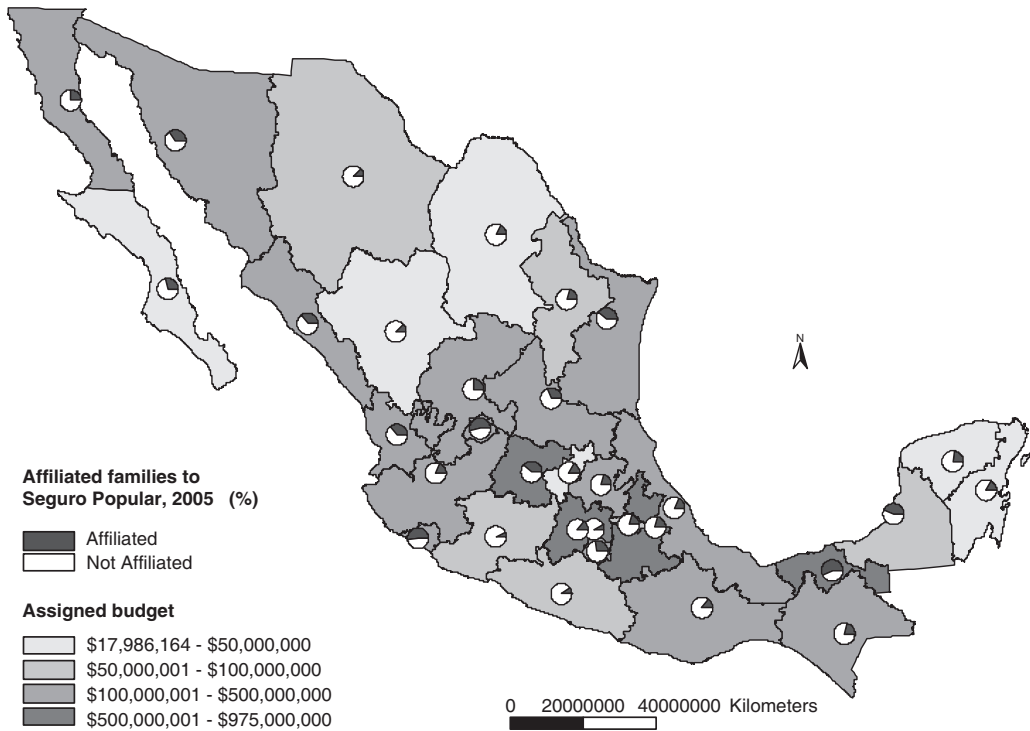 N
Affiliated families to
Seguro Popular, 2005 (%)
Affiliated
Not Affiliated
Assigned budget
$17,986,164 - $50,000,000
$50,000,001 - $100,000,000
$100,000,001 - $500,000,000
$500,000,001 - $975,000,000
0 20000000 40000000 Kilometers